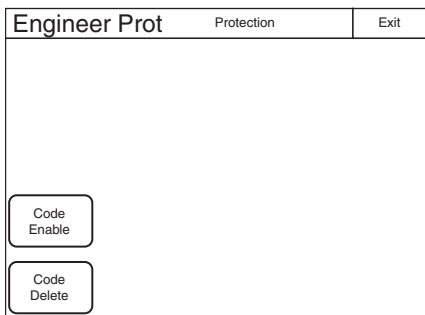 Engineer Prot Protection Exit
Code
Enable
Code
Delete